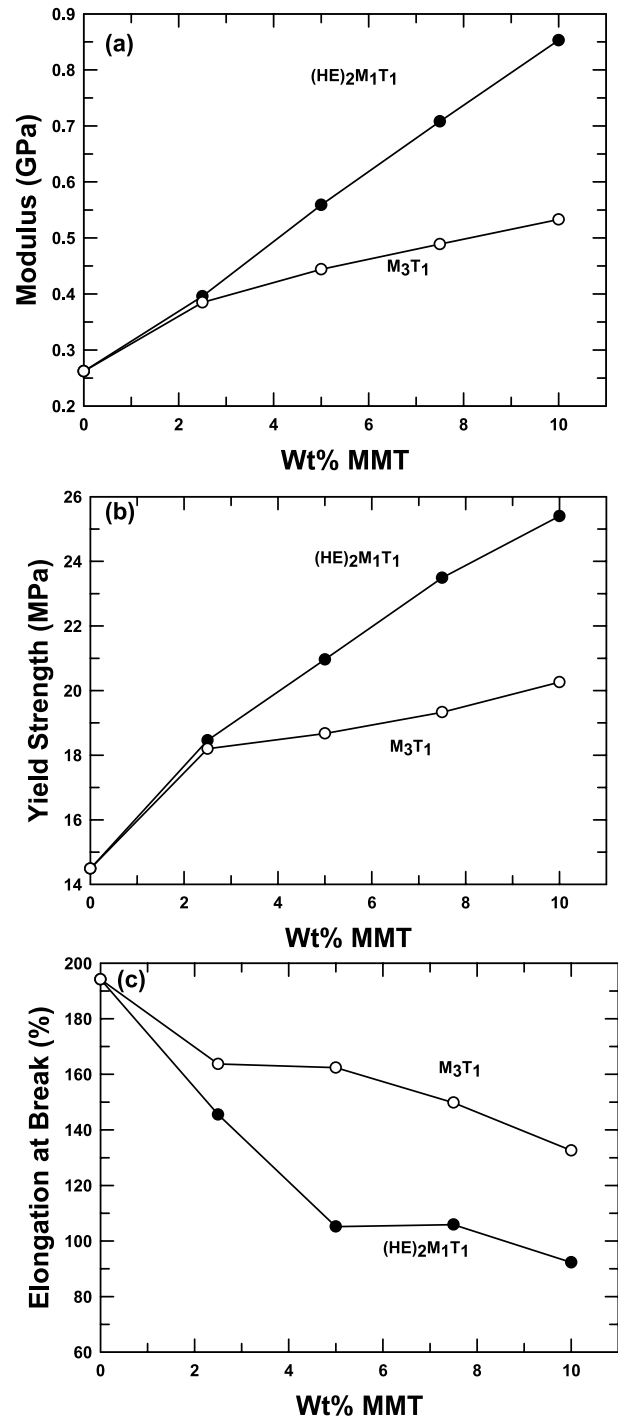 (a)
(HE)2M1T1
M3T1
Modulus (GPa)
0.9
0.8
0.7
0.6
0.5
0.4
0.3
0.2
0 2 4 6 8 10
Wt% MMT
(b)
(HE)2M1T1
M3T1
Yield Strength (MPa)
26
24
22
20
18
16
14
0 2 4 6 8 10
Wt% MMT
(c)
M3T1
(HE)2M1T1
Elongation at Break (%)
200
180
160
140
120
100
80
60
0 2 4 6 8 10
Wt% MMT